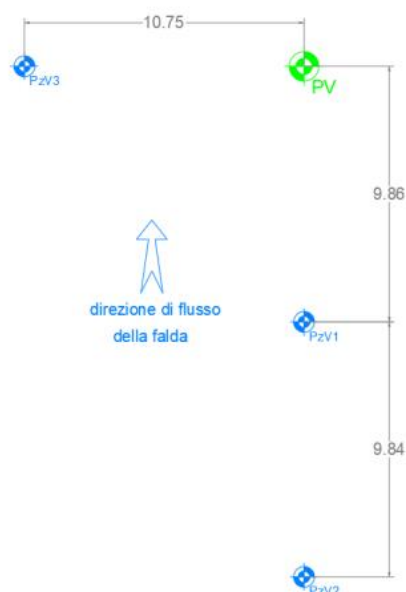 10.75
PzV3
PV
9.86
direzione di flusso
della falda
PzV1
9.84
PzV2